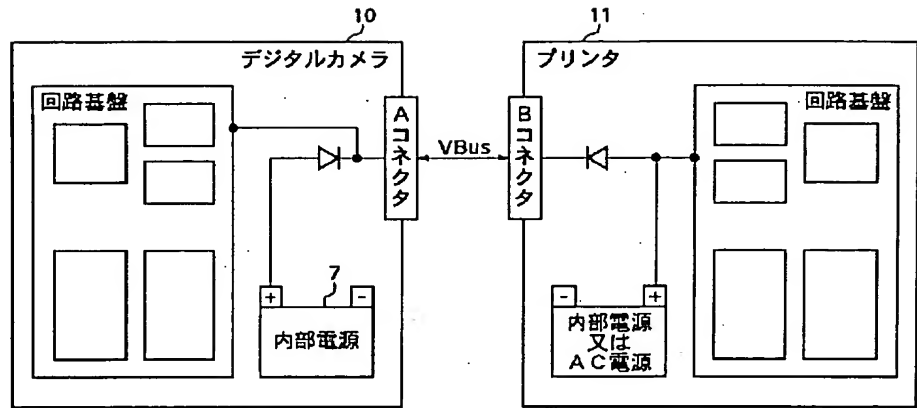 10
デジタルカメラ
回路基盤
Aコネクタ
VBus
7
+
-
内部電源
11
プリンタ
Bコネクタ
回路基盤
-
+
内部電源
又は
AC電源